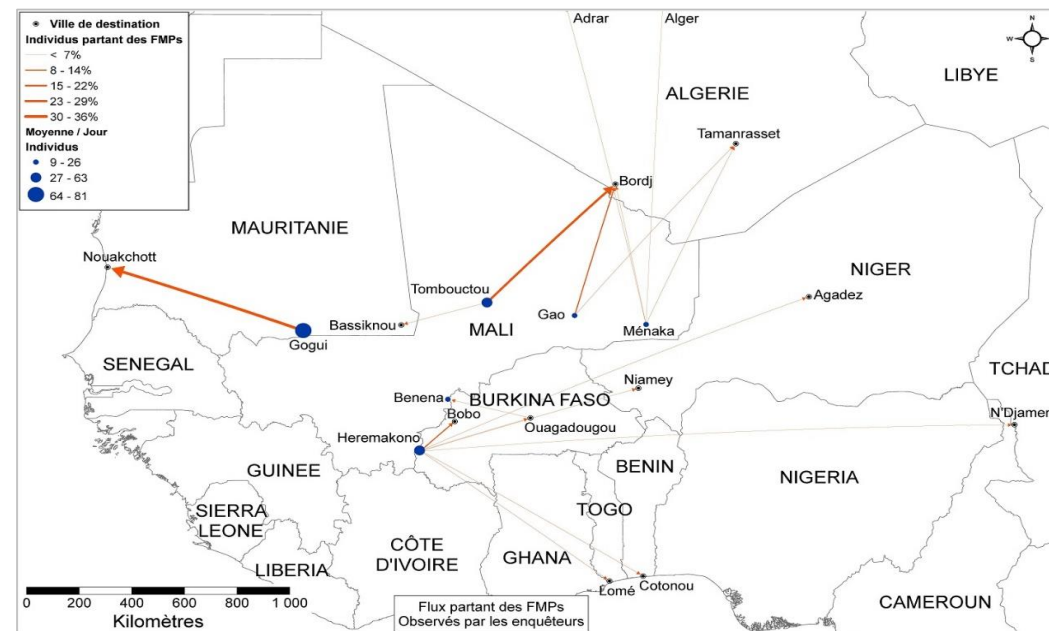 Ville de destination
Individus partant des FMPs
< 7%
8 - 14%
15 - 22%
23 - 29%
30 - 36%
Moyenne / Jour
Individus
9 - 26
27 - 63
64 - 81
Adrar
Alger
N
W E
S
LIBYE
ALGERIE
Tamanrasset
Bordj
MAURITANIE
Nouakchott
NIGER
Tombouctou
Agadez
Bassiknou
Gao
Ménaka
MALI
Gogui
SENEGAL
TCHAD
Niamey
Benena
BURKINA FASO
Bobo
N'Djamen
Ouagadougou
Heremakono
BENIN
GUINEE
NIGERIA
SIERRA
LEONE
TOGO
CÔTE
D'IVOIRE
GHANA
LIBERIA
Lomé
Cotonou
0 200 400 600 800 1 000
Kilomètres
Flux partant des FMPs
Observés par les enquêteurs
CAMEROUN